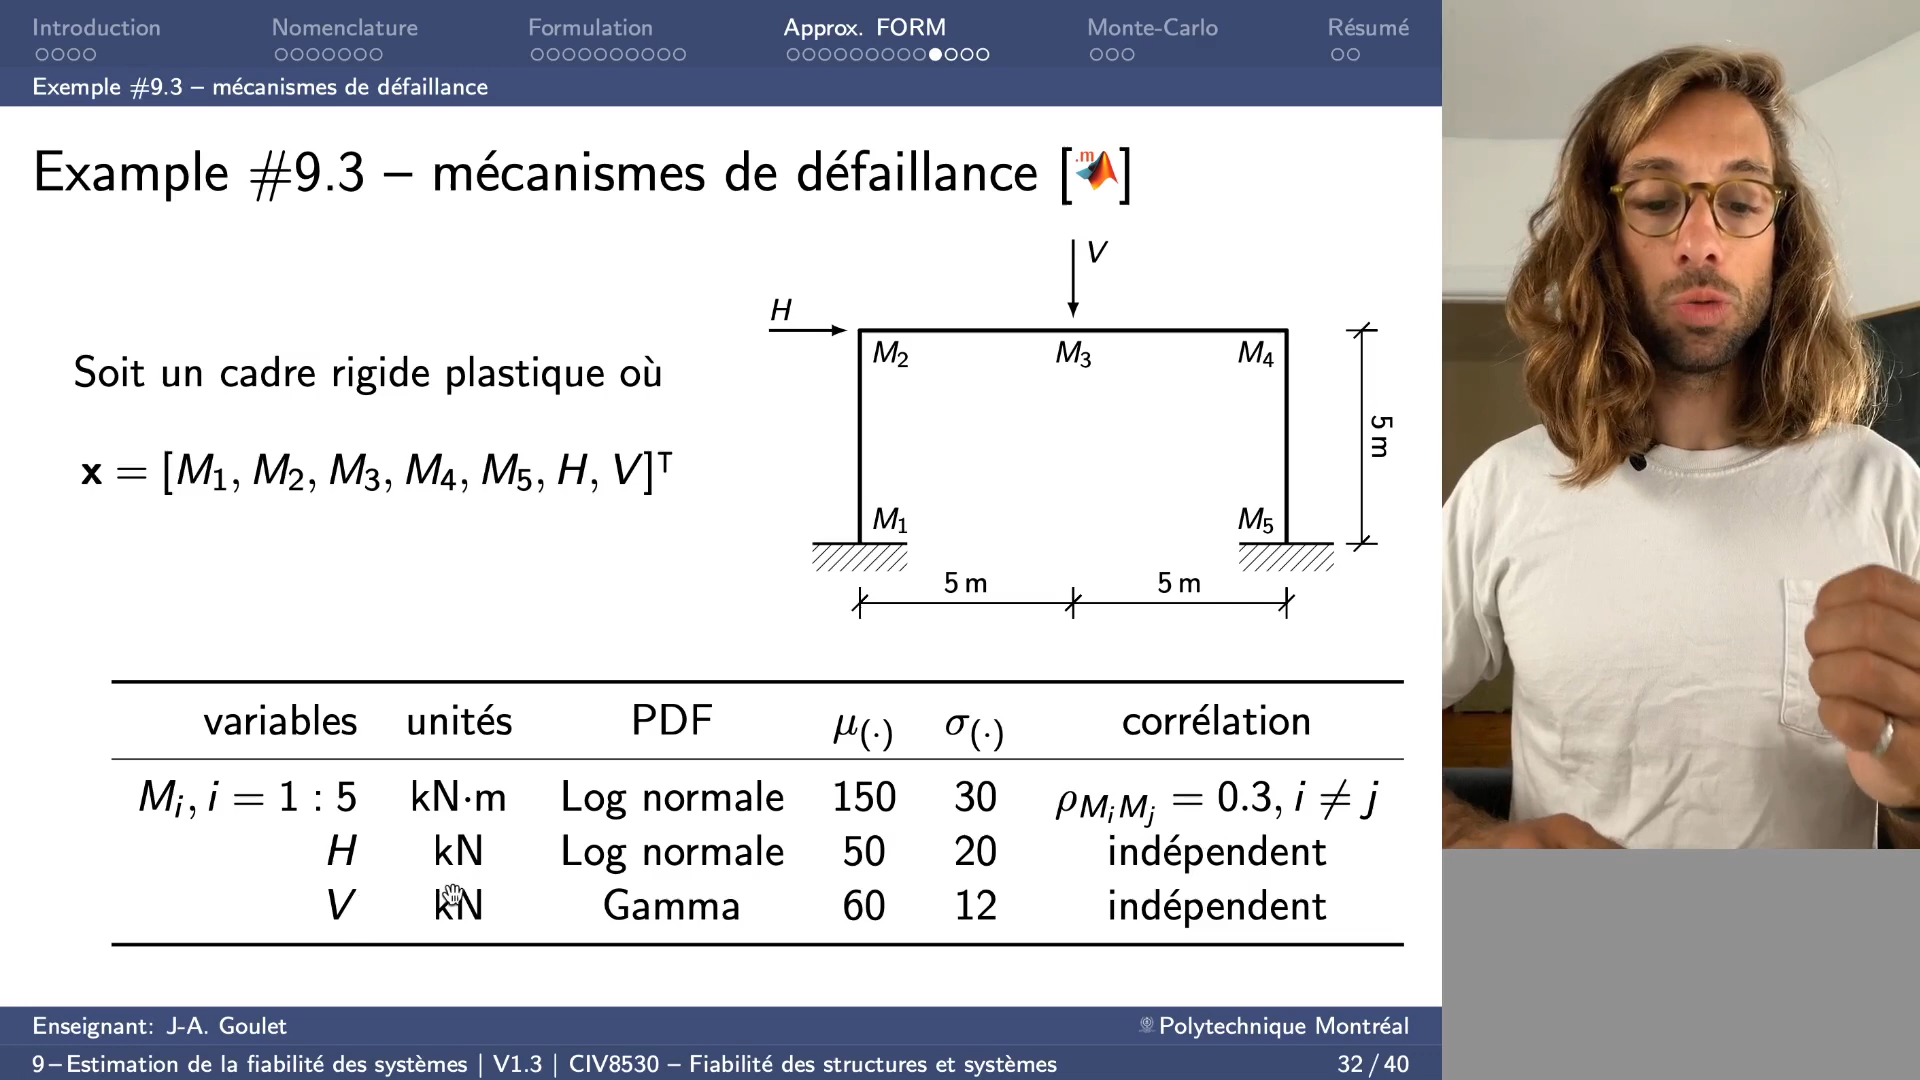 Introduction Nomenclature Formulation Approx. FORM Monte-Carlo Résumé
Exemple #9.3 – mécanismes de défaillance
Example #9.3 – mécanismes de défaillance [.m]
V
H
M₂ M₃ M₄
Soit un cadre rigide plastique où
5 m
x = [M₁, M₂, M₃, M₄, M₅, H, V]ᵀ
M₁ M₅
5 m 5 m
variables unités PDF μ(·) σ(·) corrélation
Mᵢ, i = 1 : 5 kN·m Log normale 150 30 ρMᵢMⱼ = 0.3, i ≠ j
H kN Log normale 50 20 indépendent
V kN Gamma 60 12 indépendent
Enseignant: J-A. Goulet Polytechnique Montréal
9 – Estimation de la fiabilité des systèmes | V1.3 | CIV8530 – Fiabilité des structures et systèmes 32 / 40